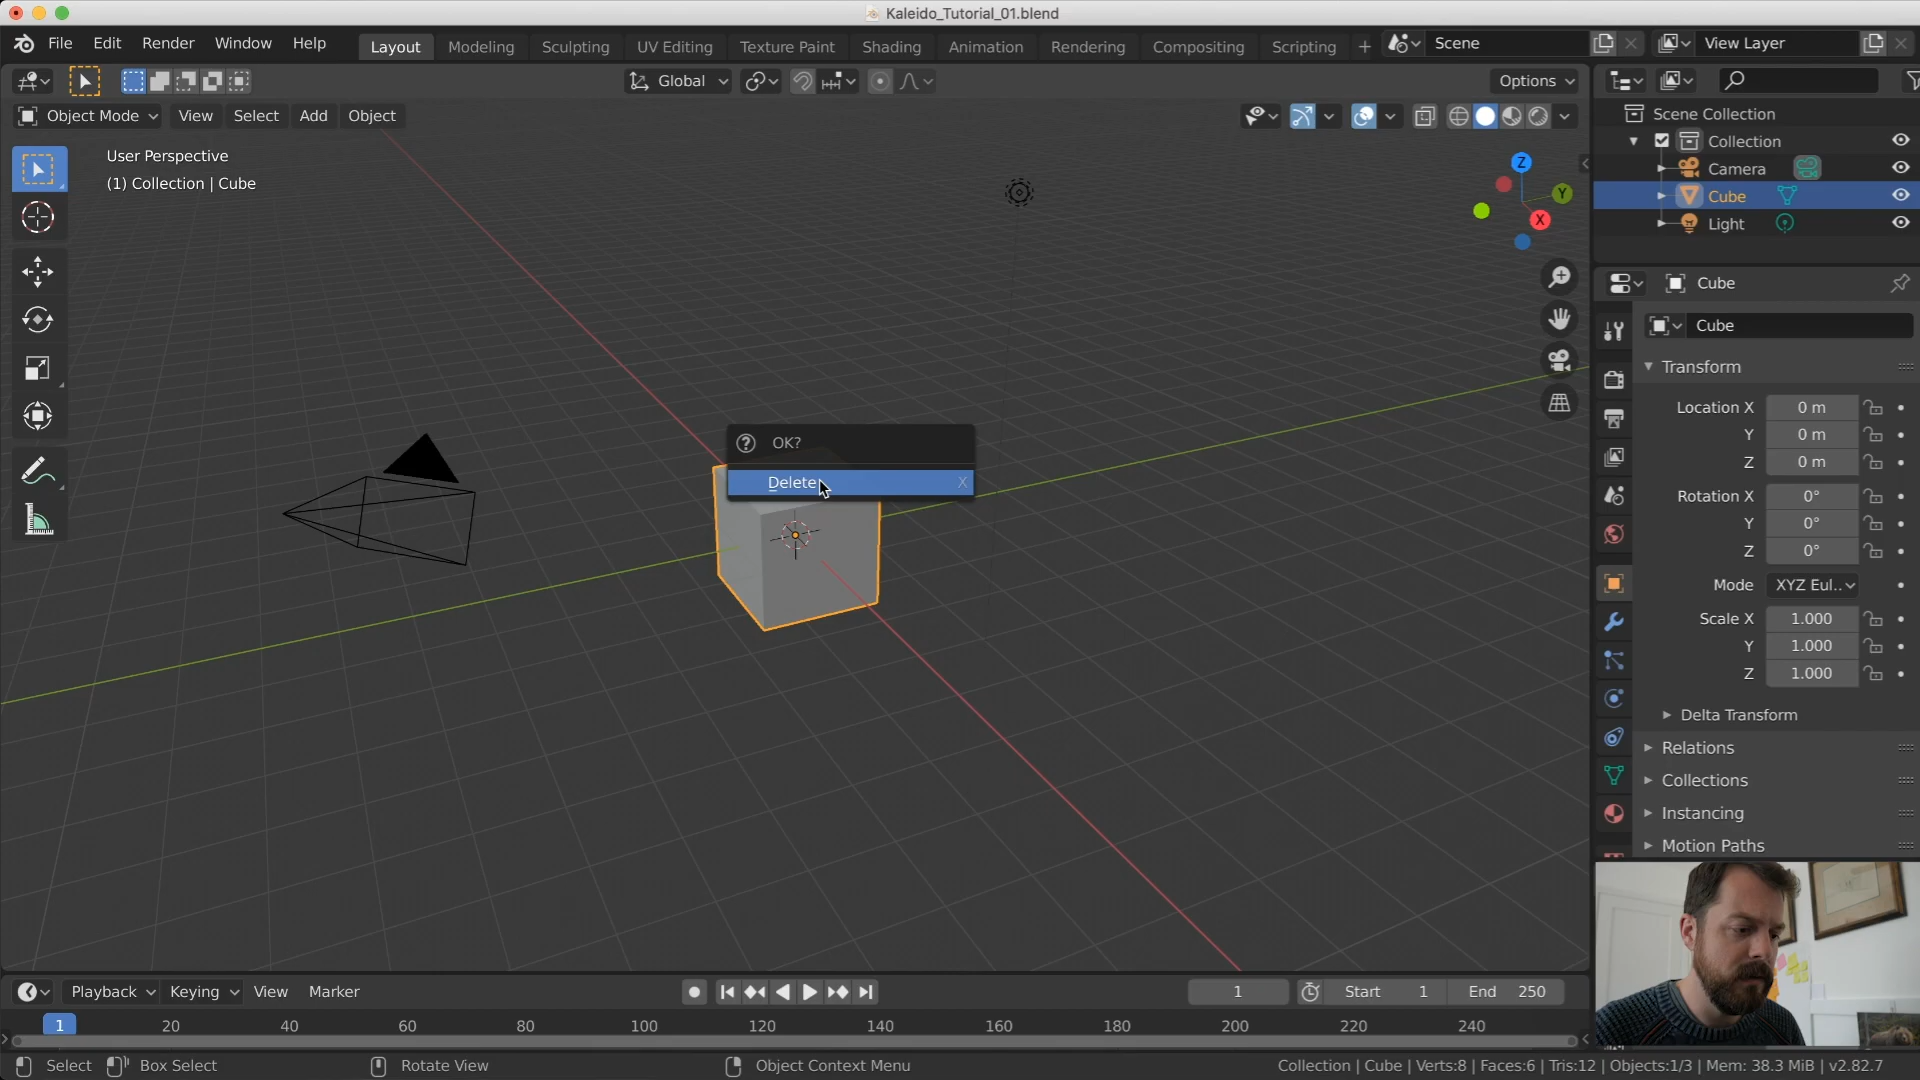 Kaleido_Tutorial_01.blend
File Edit Render Window Help
Layout Modeling Sculpting UV Editing Texture Paint Shading Animation Rendering Compositing Scripting +
Scene
View Layer
Global
Options
Object Mode View Select Add Object
User Perspective
(1) Collection | Cube
Z
Y
X
Scene Collection
Collection
Camera
Cube
Light
Cube
Cube
Transform
Location X 0 m
Y 0 m
Z 0 m
Rotation X 0°
Y 0°
Z 0°
Mode XYZ Eul..
Scale X 1.000
Y 1.000
Z 1.000
Delta Transform
Relations
Collections
Instancing
Motion Paths
OK?
Delete X
Playback Keying View Marker
1
Start 1
End 250
1 20 40 60 80 100 120 140 160 180 200 220 240
Select Box Select Rotate View Object Context Menu
Collection | Cube | Verts:8 | Faces:6 | Tris:12 | Objects:1/3 | Mem: 38.3 MiB | v2.82.7